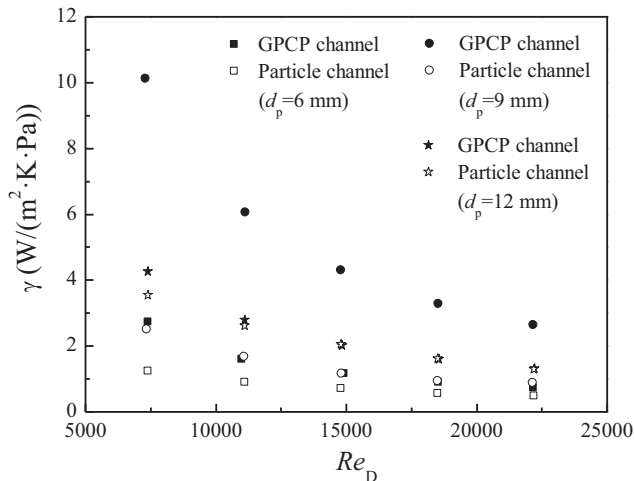 12
10
8
6
4
2
0
γ (W/(m²·K·Pa))
GPCP channel
Particle channel
(dp=6 mm)
GPCP channel
Particle channel
(dp=9 mm)
GPCP channel
Particle channel
(dp=12 mm)
5000 10000 15000 20000 25000
ReD